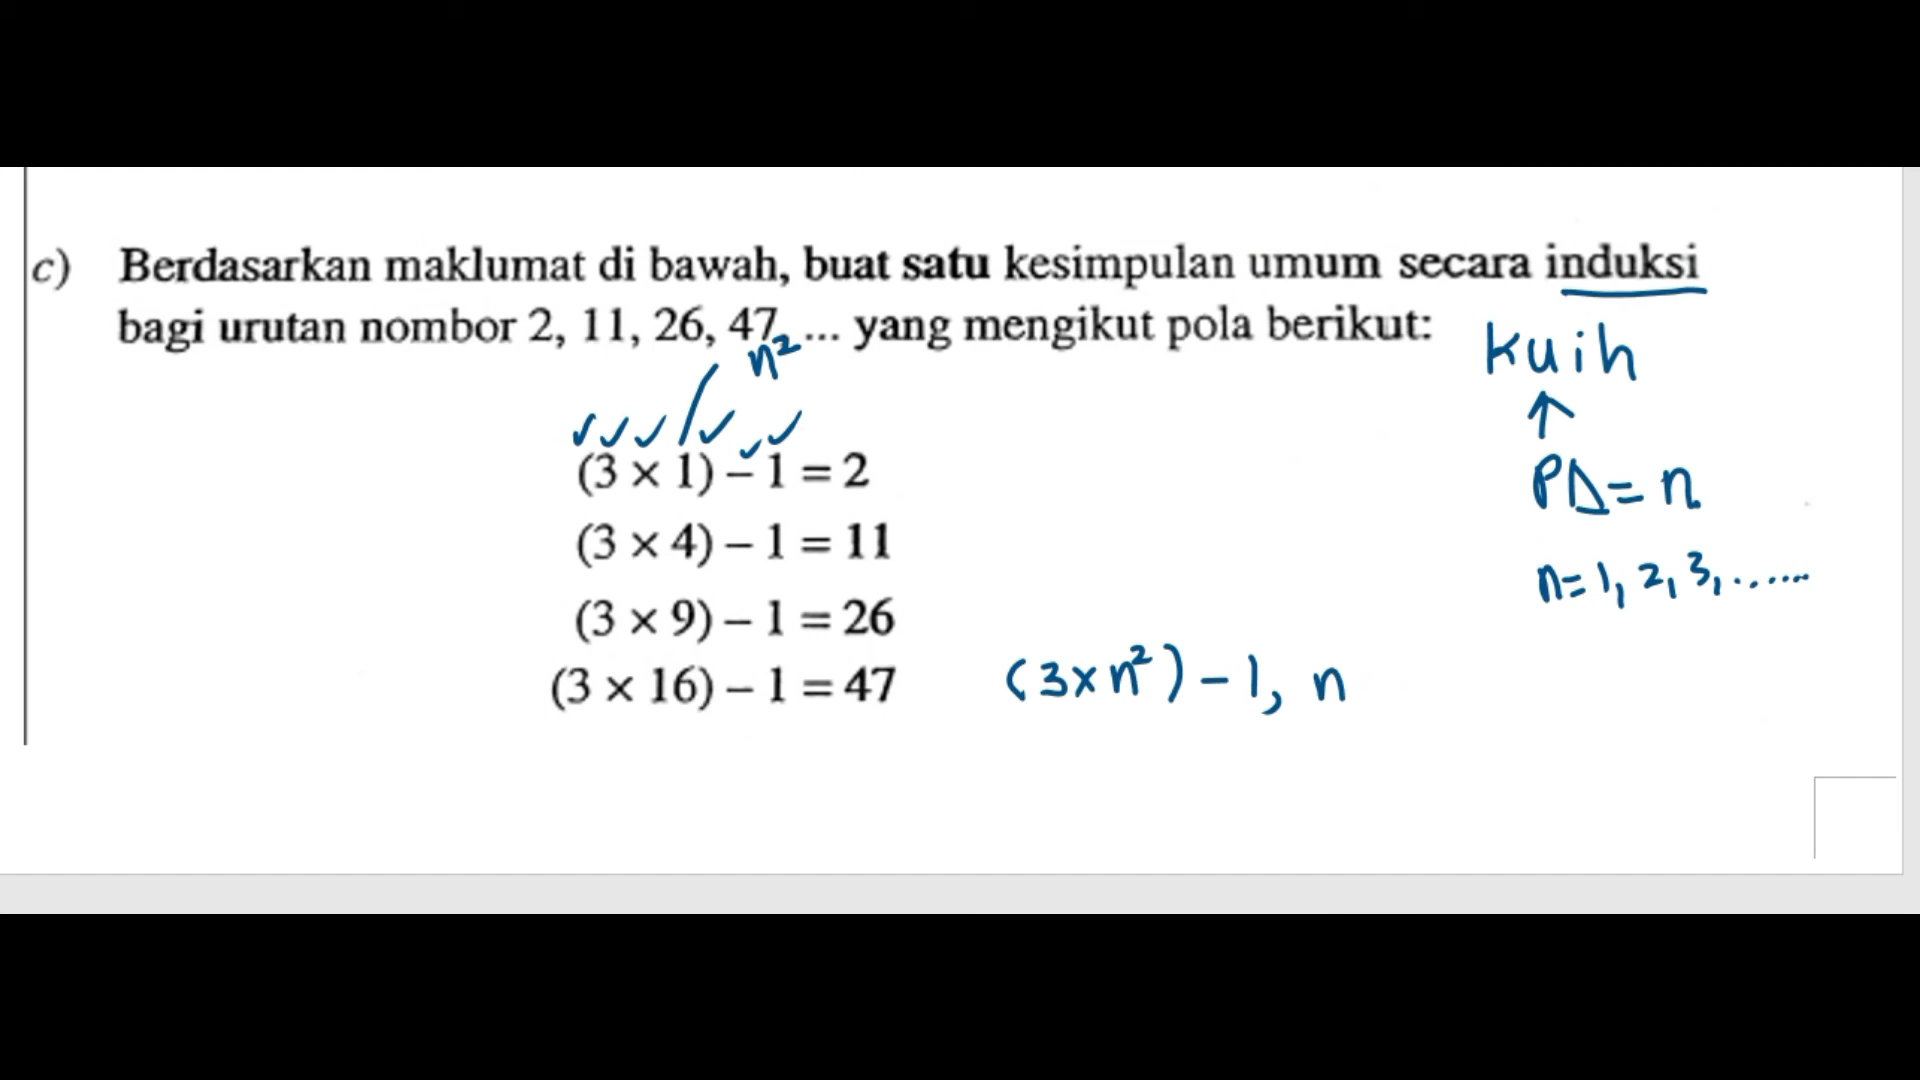 c) Berdasarkan maklumat di bawah, buat satu kesimpulan umum secara induksi
bagi urutan nombor 2, 11, 26, 47, ... yang mengikut pola berikut:
n²
kuih
↑
(3 × 1) – 1 = 2
PΔ = n
(3 × 4) – 1 = 11
n = 1, 2, 3, ......
(3 × 9) – 1 = 26
(3 × 16) – 1 = 47
(3 × n²) – 1, n